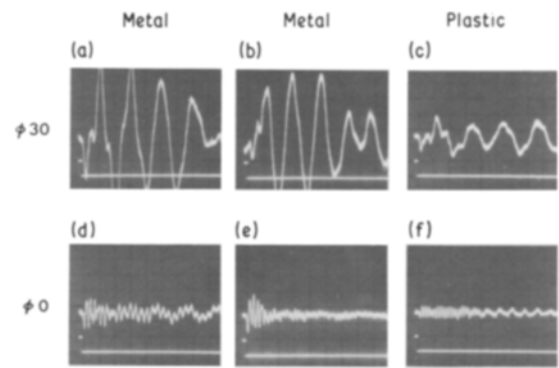 Metal Metal Plastic
(a) (b) (c)
ϕ30
(d) (e) (f)
ϕ0